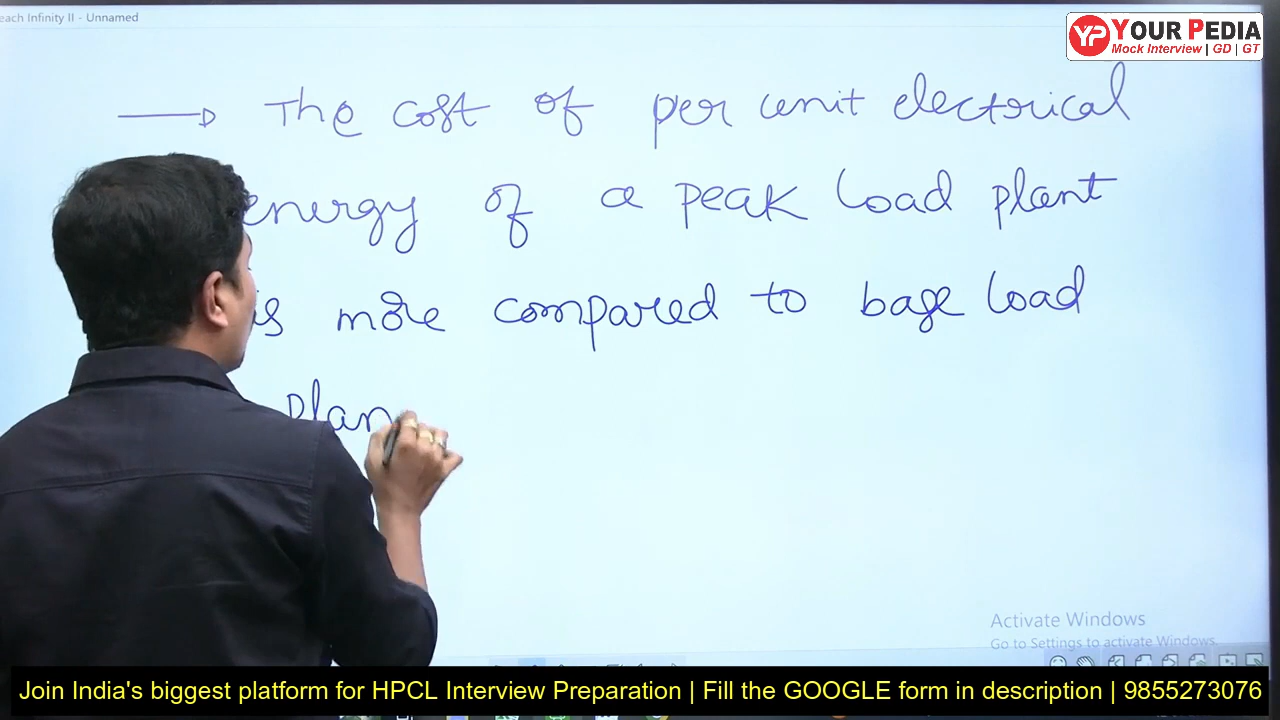 each Infinity II - Unnamed
YP YOUR PEDIA
Mock Interview | GD | GT
The cost of per unit electrical
energy of a peak load plant
is more compared to base load
plan
Activate Windows
Go to Settings to activate Windows.
Join India's biggest platform for HPCL Interview Preparation | Fill the GOOGLE form in description | 9855273076